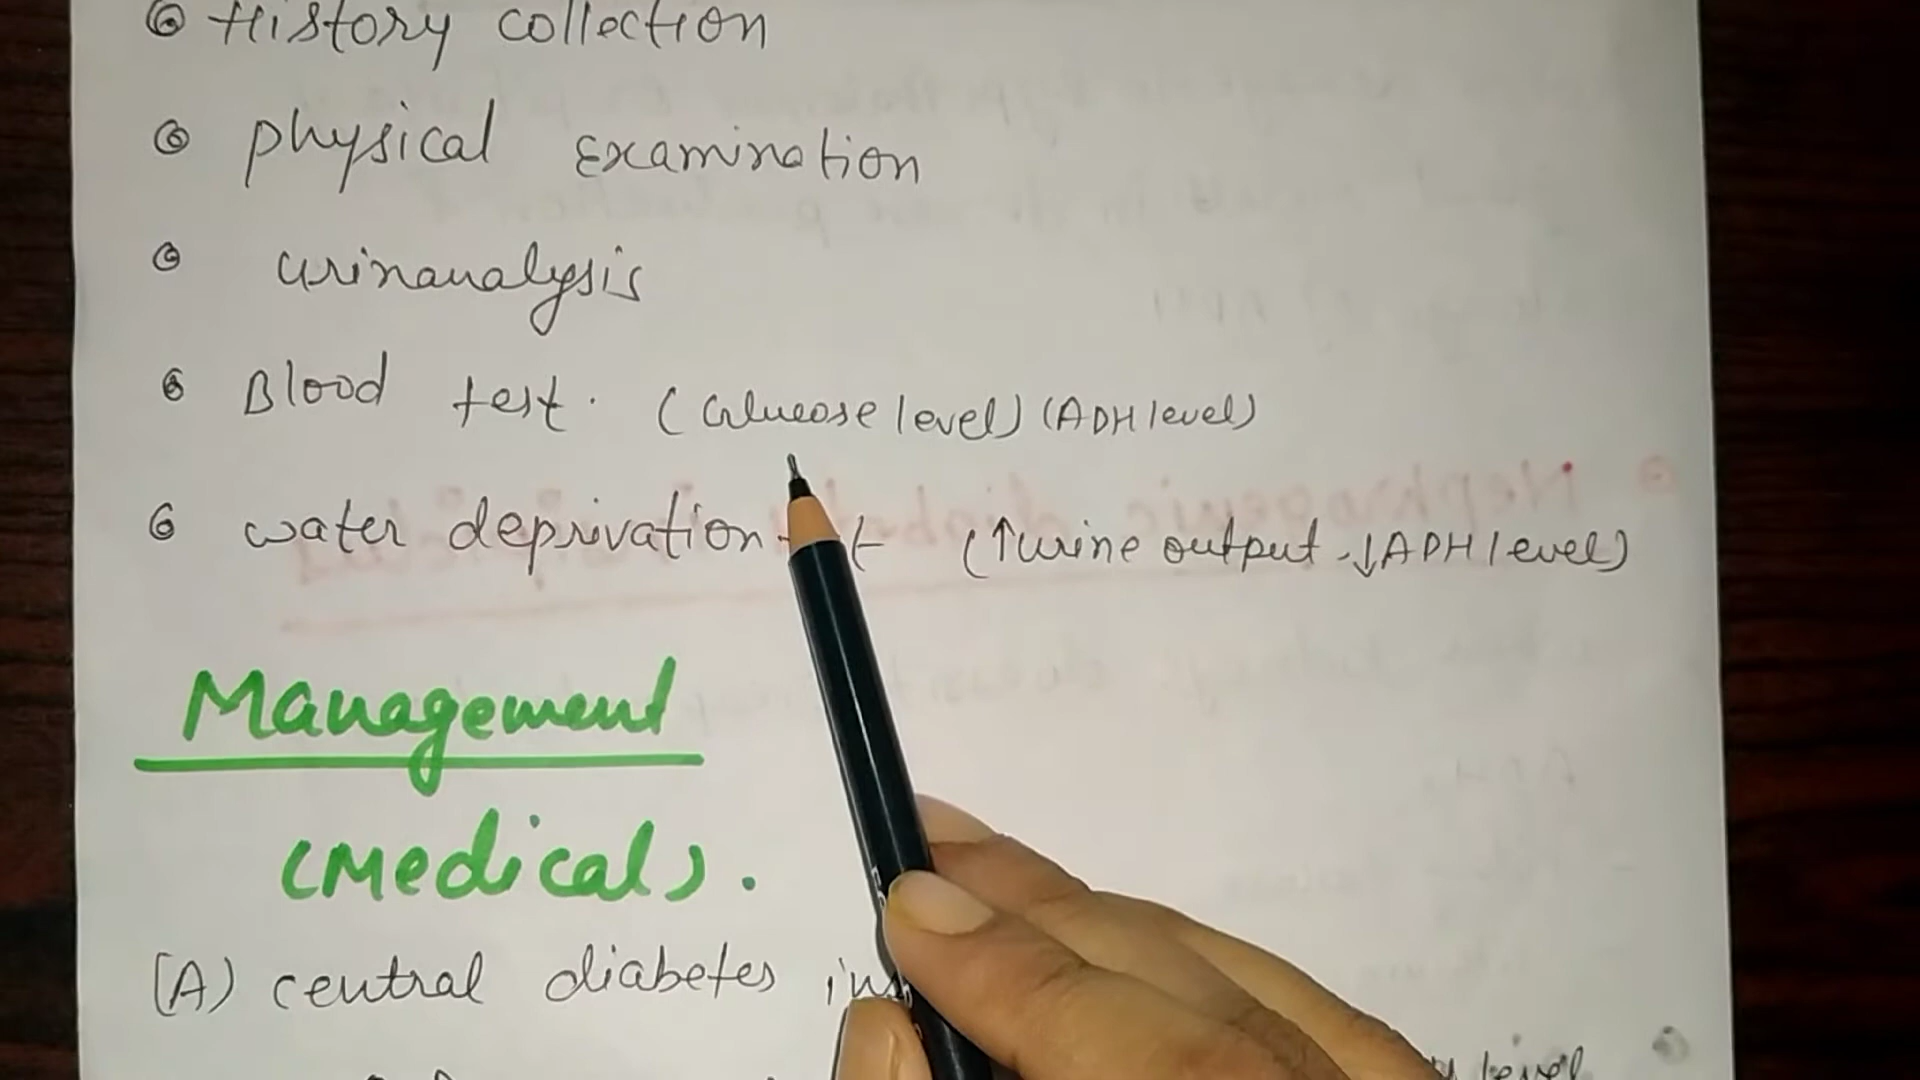 History collection
physical Examination
urinanalysis
Blood test. (Glucose level) (ADH level)
water deprivation (↑urine output ↓ADH level)
Management
(Medical).
(A) central diabetes
level